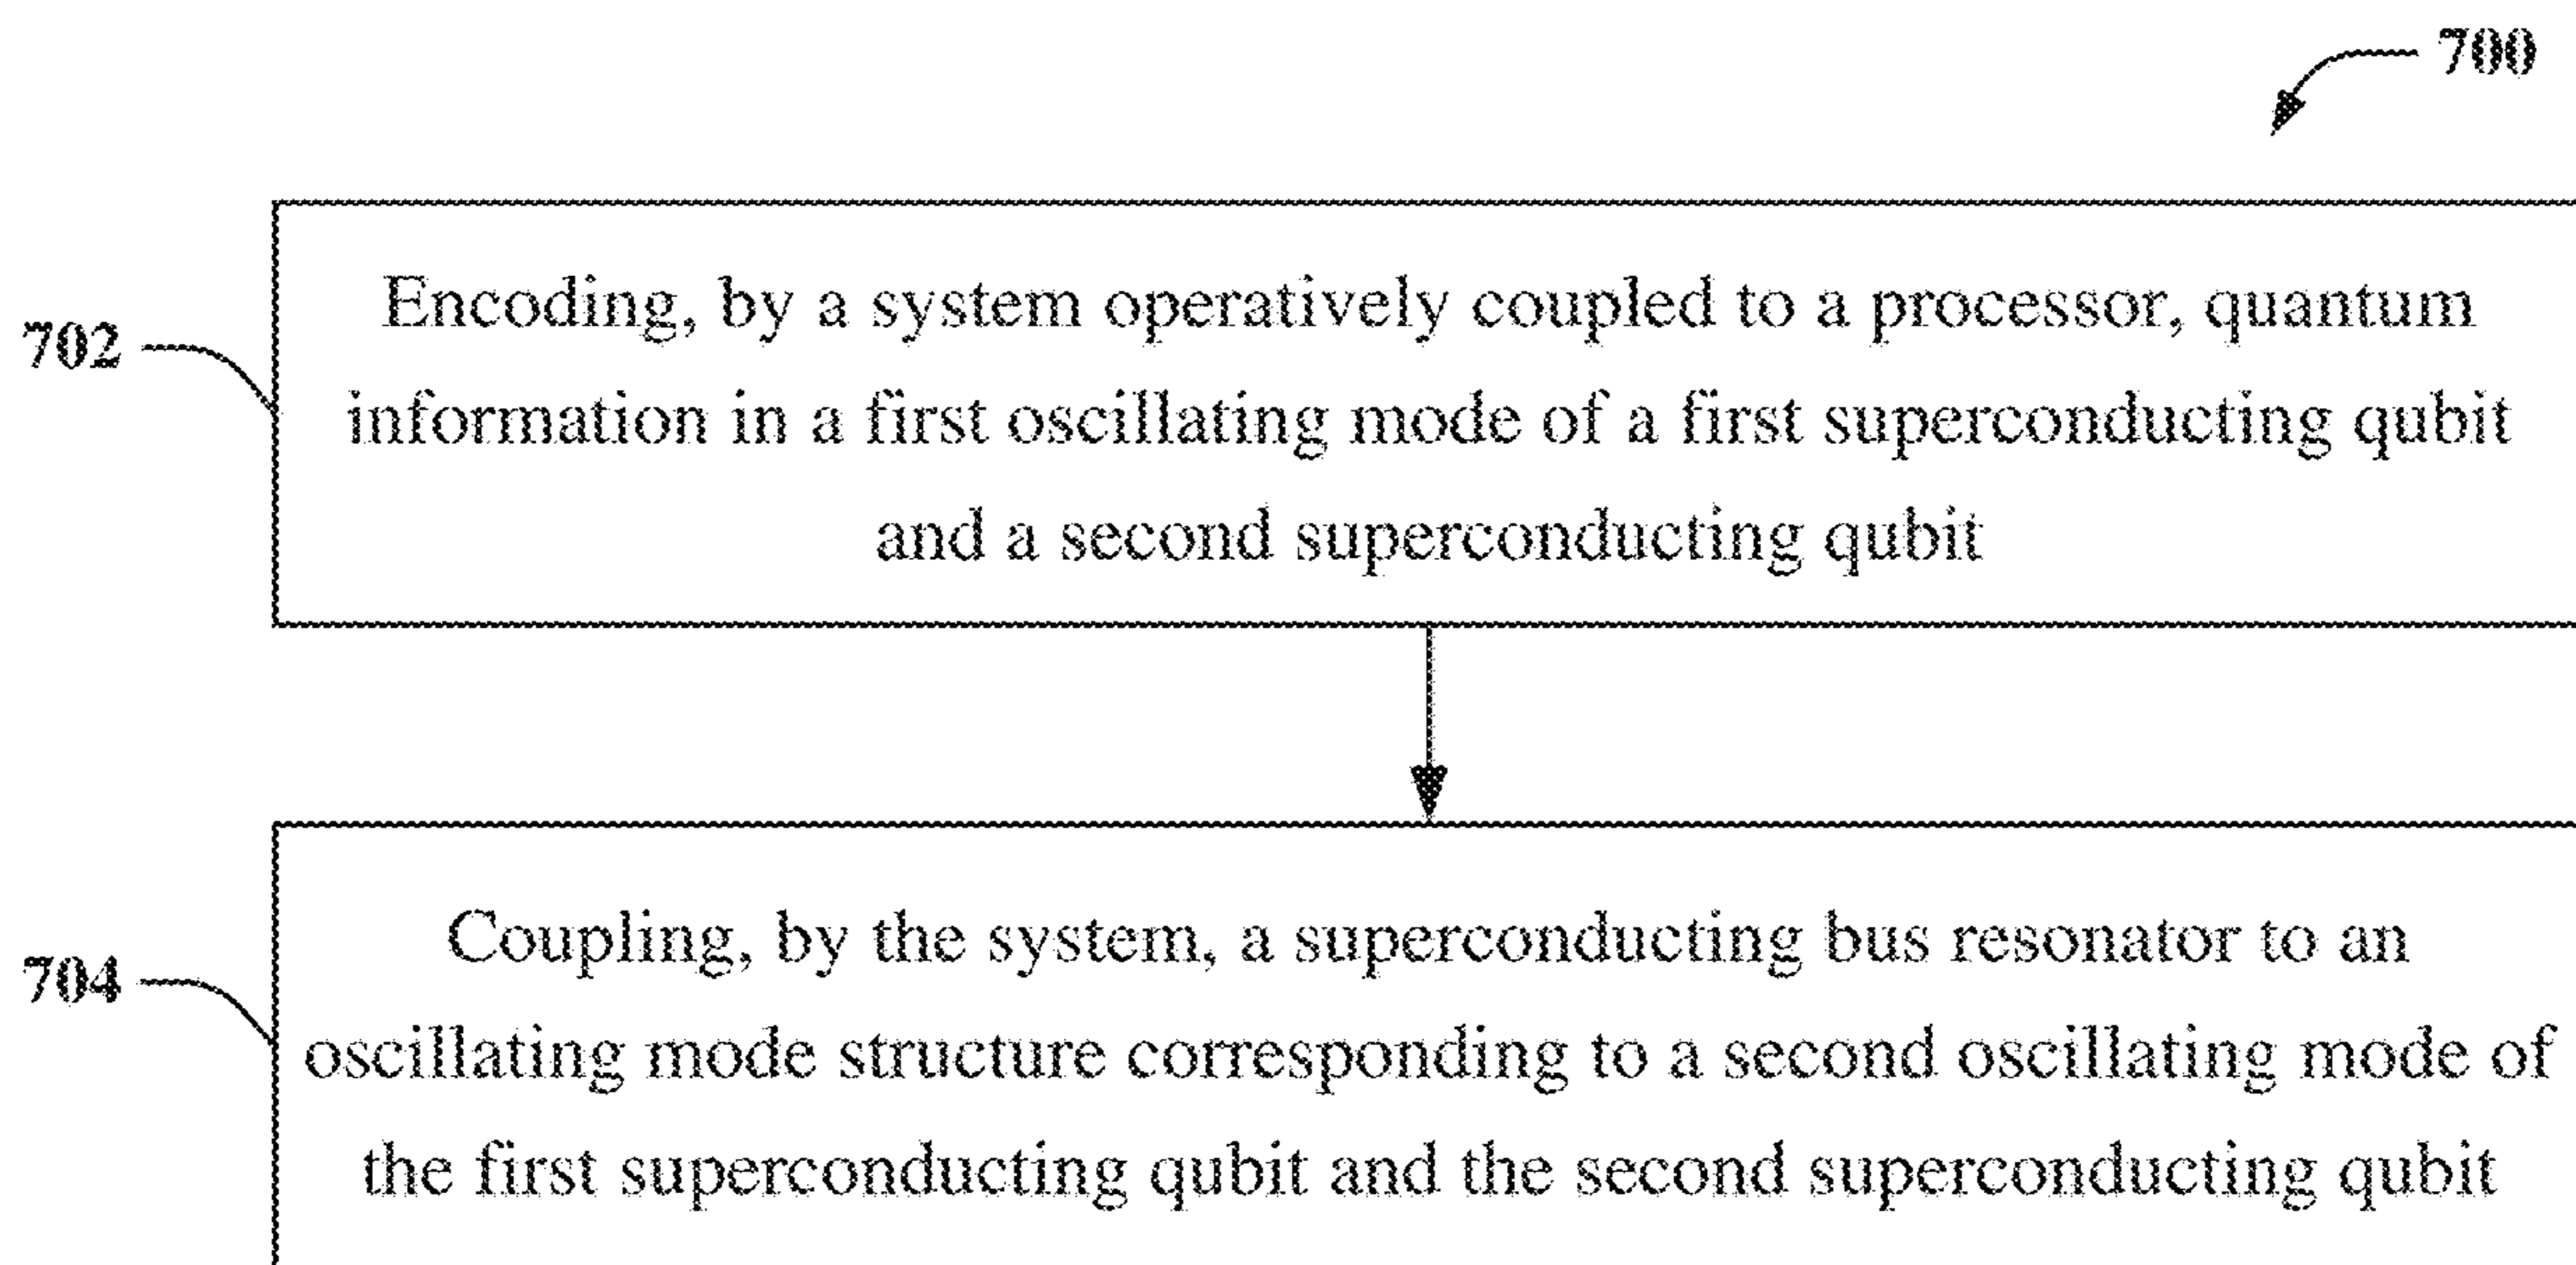 700
702
Encoding, by a system operatively coupled to a processor, quantum
information in a first oscillating mode of a first superconducting qubit
and a second superconducting qubit
704
Coupling, by the system, a superconducting bus resonator to an
oscillating mode structure corresponding to a second oscillating mode of
the first superconducting qubit and the second superconducting qubit